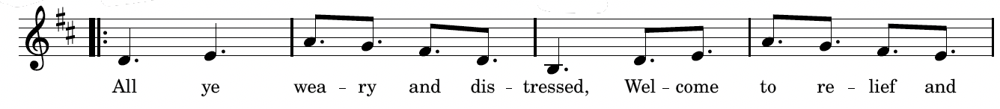 All ye wea – ry and dis – tressed, Wel – come to re – lief and